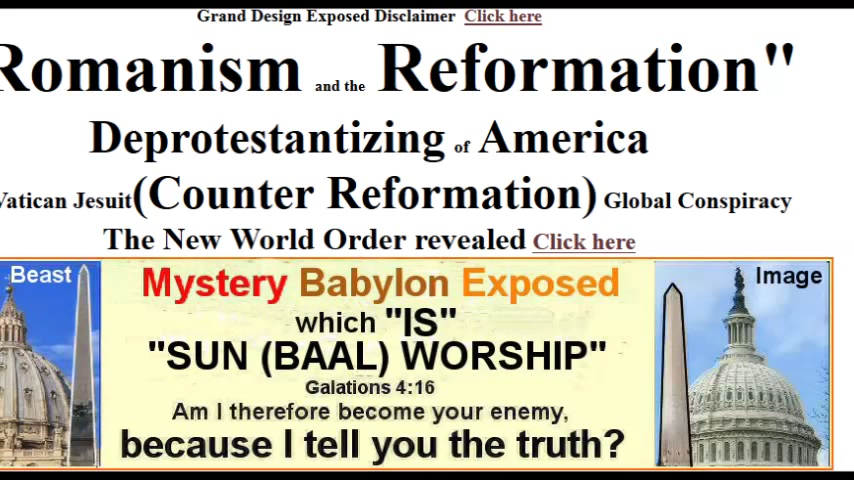 Grand Design Exposed Disclaimer Click here
Romanism and the Reformation"
Deprotestantizing of America
Vatican Jesuit(Counter Reformation) Global Conspiracy
The New World Order revealed Click here
Beast
Mystery Babylon Exposed
Image
which "IS"
"SUN (BAAL) WORSHIP"
Galations 4:16
Am I therefore become your enemy,
because I tell you the truth?